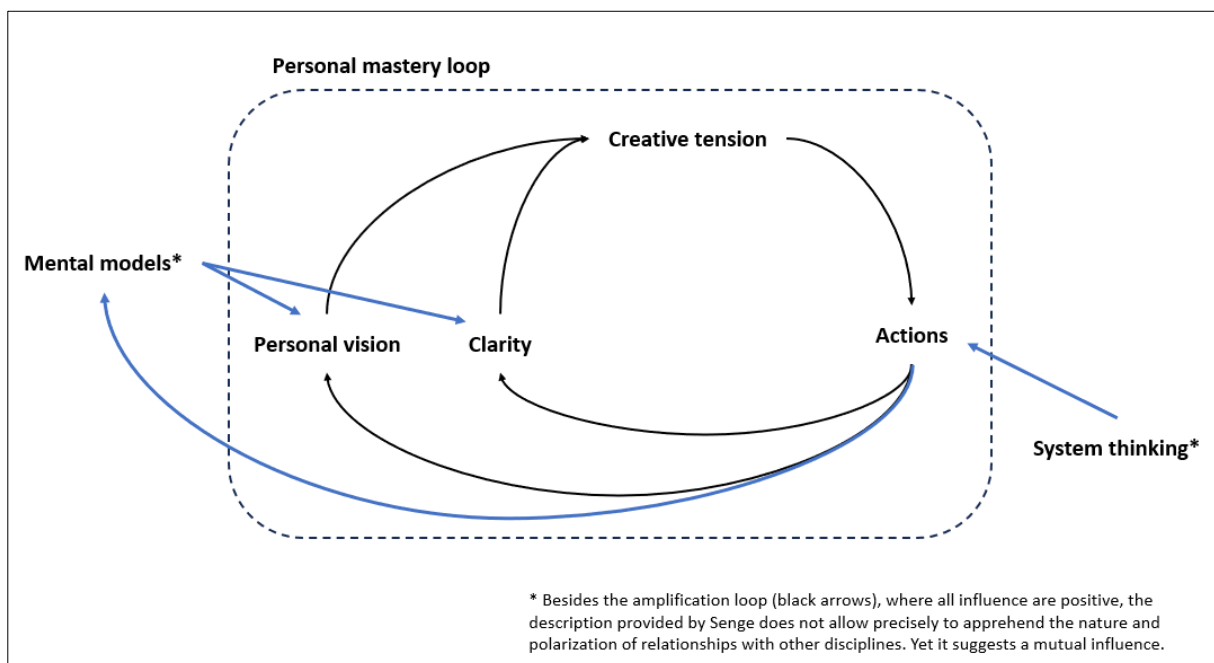 Personal mastery loop
Creative tension
Mental models*
Personal vision
Clarity
Actions
System thinking*
* Besides the amplification loop (black arrows), where all influence are positive, the
description provided by Senge does not allow precisely to apprehend the nature and
polarization of relationships with other disciplines. Yet it suggests a mutual influence.